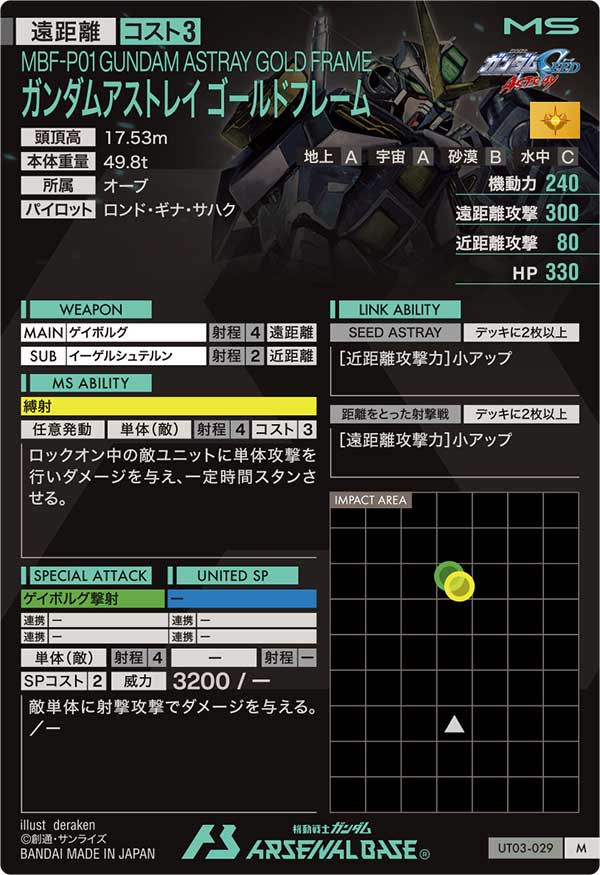 遠距離 コスト3
MS
MBF-P01 GUNDAM ASTRAY GOLD FRAME
ガンダムアストレイ ゴールドフレーム
ガンダムSEED
ASTRAY
頭頂高 17.53m
本体重量 49.8t
所属 オーブ
パイロット ロンド・ギナ・サハク
地上 A 宇宙 A 砂漠 B 水中 C
機動力 240
遠距離攻撃 300
近距離攻撃 80
HP 330
WEAPON
MAIN ゲイボルグ 射程 4 遠距離
SUB イーゲルシュテルン 射程 2 近距離
MS ABILITY
縛射
任意発動 単体(敵) 射程 4 コスト 3
ロックオン中の敵ユニットに単体攻撃を
行いダメージを与え、一定時間スタンさ
せる。
SPECIAL ATTACK UNITED SP
ゲイボルグ撃射 ー
連携 ー 連携 ー
連携 ー 連携 ー
単体(敵) 射程 4 ー 射程 ー
SPコスト 2 威力 3200 / ー
敵単体に射撃攻撃でダメージを与える。
/ー
LINK ABILITY
SEED ASTRAY デッキに2枚以上
[近距離攻撃力]小アップ
距離をとった射撃戦 デッキに2枚以上
[遠距離攻撃力]小アップ
IMPACT AREA
illust deraken
©創通・サンライズ
BANDAI MADE IN JAPAN
機動戦士ガンダム
AB ARSENAL BASE®
UT03-029 M